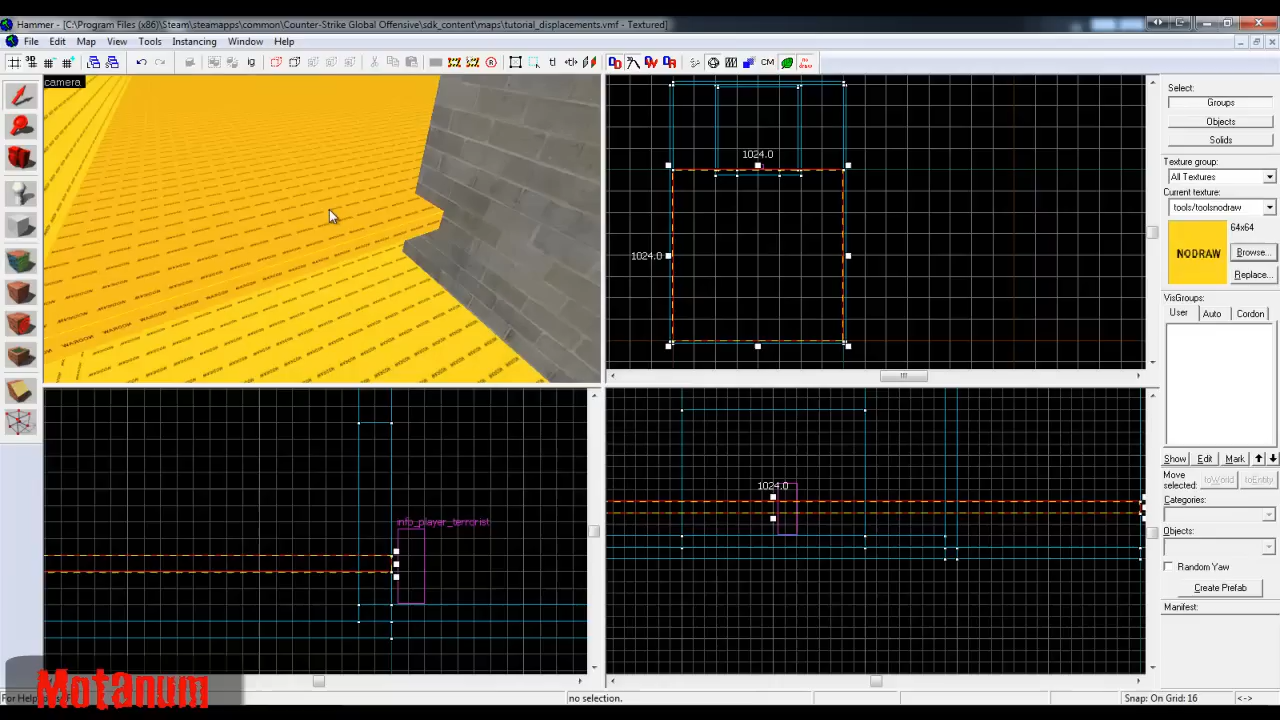 Hammer - [C:\Program Files (x86)\Steam\steamapps\common\Counter-Strike Global Offensive\sdk_content\maps\tutorial_displacements.vmf - Textured]
File Edit Map View Tools Instancing Window Help
camera
1024.0
1024.0
info_player_terrorist
1024.0
Select:
Groups
Objects
Solids
Texture group:
All Textures
Current texture:
tools/toolsnodraw
NODRAW
64x64
Browse...
Replace...
VisGroups:
User Auto Cordon
Show Edit Mark
Move selected: toWorld toEntity
Categories:
Objects:
Random Yaw
Create Prefab
Manifest:
Motanum
no selection.
Snap: On Grid: 16 <->